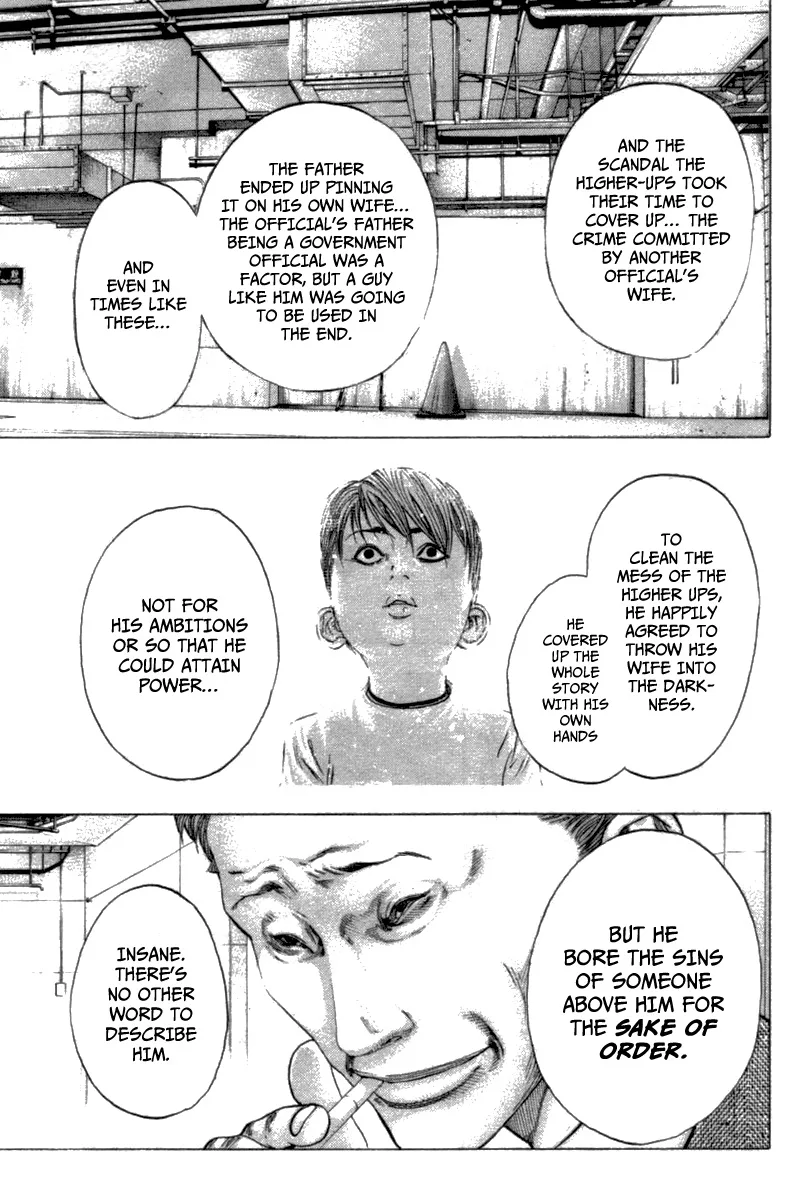 AND THE
SCANDAL THE
HIGHER-UPS TOOK
THEIR TIME TO
COVER UP... THE
CRIME COMMITTED
BY ANOTHER
OFFICIAL'S
WIFE.
THE FATHER
ENDED UP PINNING
IT ON HIS OWN WIFE...
THE OFFICIAL'S FATHER
BEING A GOVERNMENT
OFFICIAL WAS A
FACTOR, BUT A GUY
LIKE HIM WAS GOING
TO BE USED IN
THE END.
AND
EVEN IN
TIMES LIKE
THESE...
TO
CLEAN THE
MESS OF THE
HIGHER UPS,
HE HAPPILY
AGREED TO
THROW HIS
WIFE INTO
THE DARK-
NESS.
HE
COVERED
UP THE
WHOLE
STORY
WITH HIS
OWN
HANDS
NOT FOR
HIS AMBITIONS
OR SO THAT HE
COULD ATTAIN
POWER...
BUT HE
BORE THE SINS
OF SOMEONE
ABOVE HIM FOR
THE SAKE OF
ORDER.
INSANE.
THERE'S
NO OTHER
WORD TO
DESCRIBE
HIM.